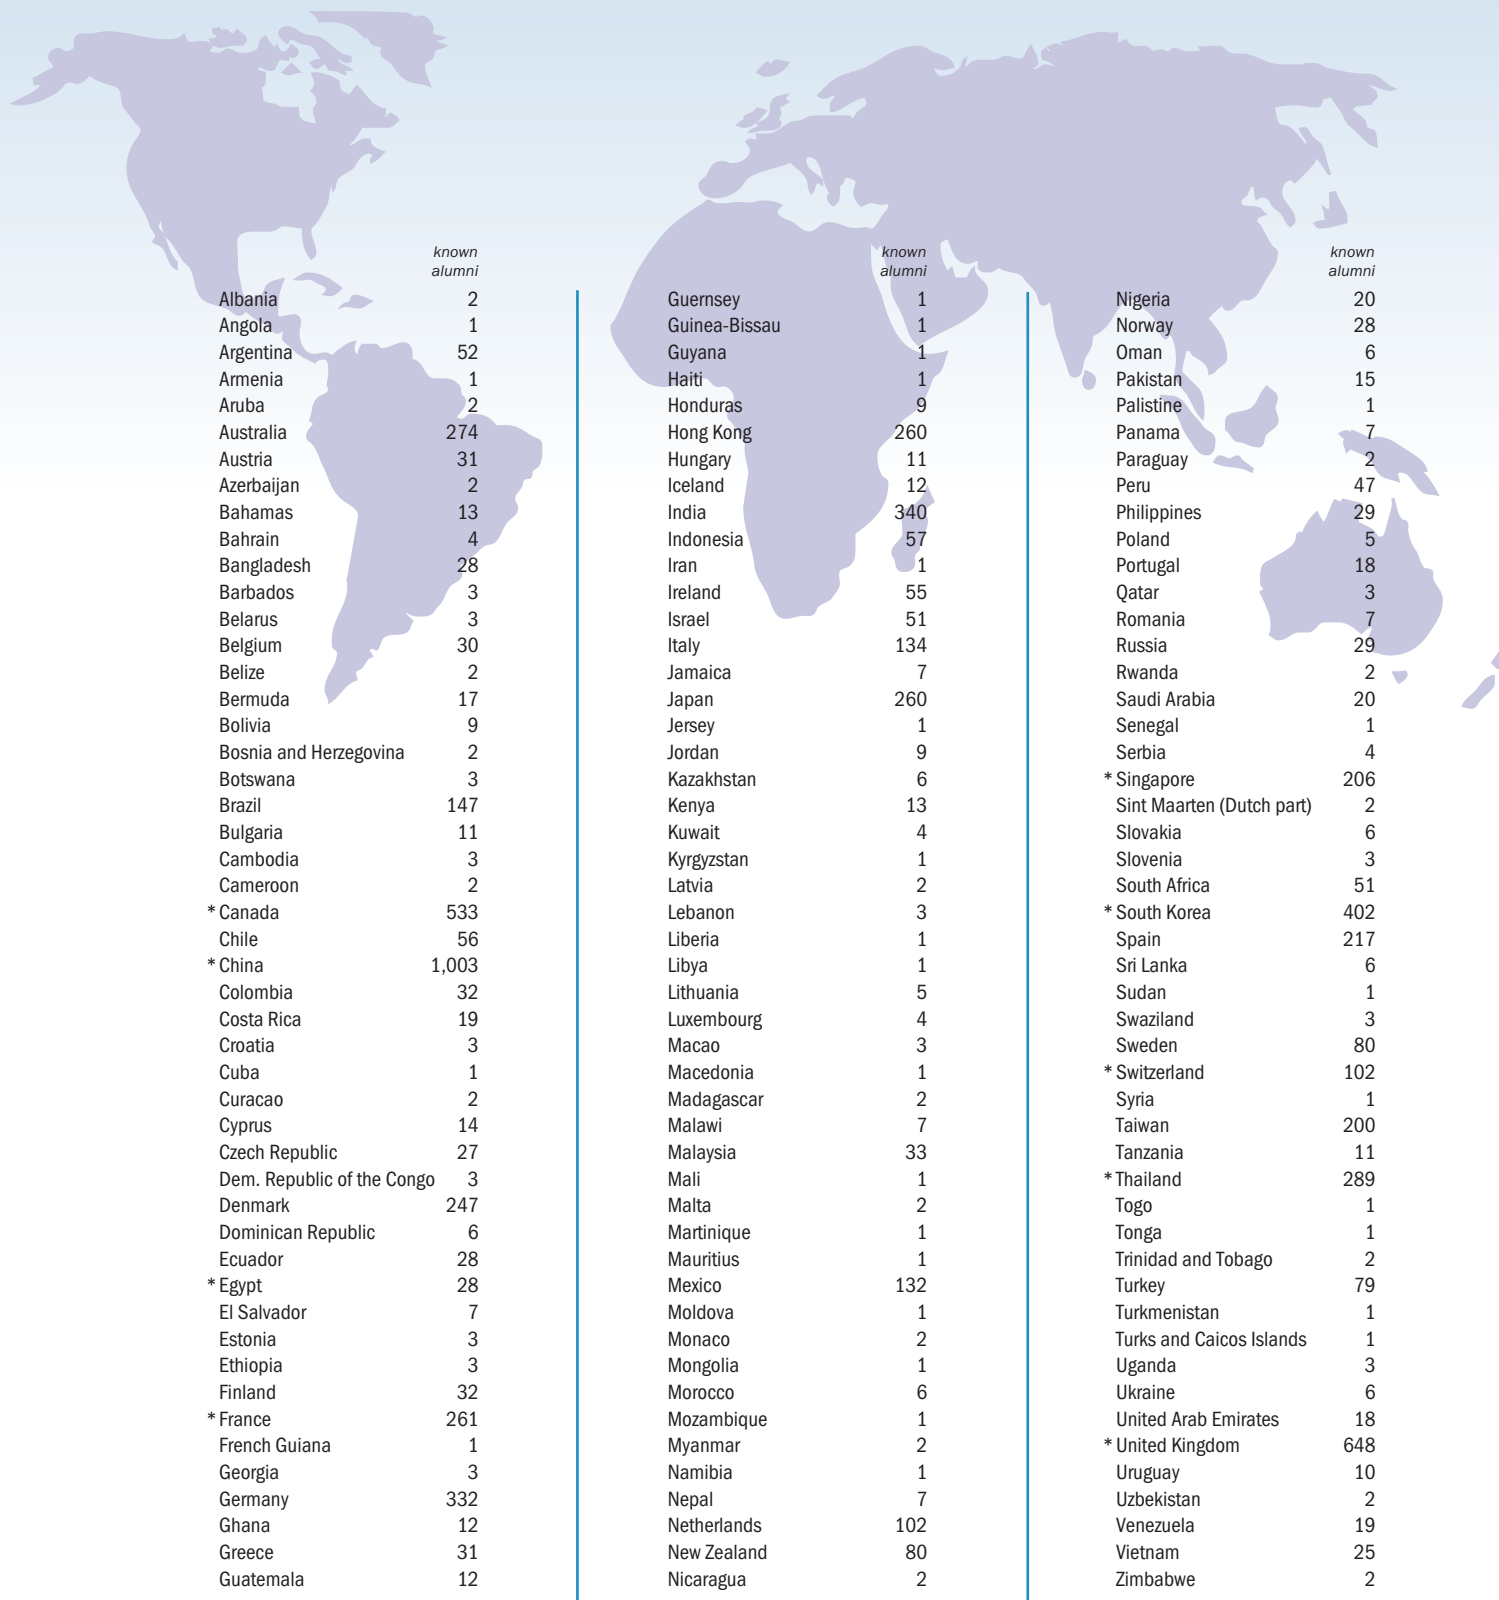 known
alumni
Albania 2
Angola 1
Argentina 52
Armenia 1
Aruba 2
Australia 274
Austria 31
Azerbaijan 2
Bahamas 13
Bahrain 4
Bangladesh 28
Barbados 3
Belarus 3
Belgium 30
Belize 2
Bermuda 17
Bolivia 9
Bosnia and Herzegovina 2
Botswana 3
Brazil 147
Bulgaria 11
Cambodia 3
Cameroon 2
* Canada 533
Chile 56
* China 1,003
Colombia 32
Costa Rica 19
Croatia 3
Cuba 1
Curacao 2
Cyprus 14
Czech Republic 27
Dem. Republic of the Congo 3
Denmark 247
Dominican Republic 6
Ecuador 28
* Egypt 28
El Salvador 7
Estonia 3
Ethiopia 3
Finland 32
* France 261
French Guiana 1
Georgia 3
Germany 332
Ghana 12
Greece 31
Guatemala 12
known
alumni
Guernsey 1
Guinea-Bissau 1
Guyana 1
Haiti 1
Honduras 9
Hong Kong 260
Hungary 11
Iceland 12
India 340
Indonesia 57
Iran 1
Ireland 55
Israel 51
Italy 134
Jamaica 7
Japan 260
Jersey 1
Jordan 9
Kazakhstan 6
Kenya 13
Kuwait 4
Kyrgyzstan 1
Latvia 2
Lebanon 3
Liberia 1
Libya 1
Lithuania 5
Luxembourg 4
Macao 3
Macedonia 1
Madagascar 2
Malawi 7
Malaysia 33
Mali 1
Malta 2
Martinique 1
Mauritius 1
Mexico 132
Moldova 1
Monaco 2
Mongolia 1
Morocco 6
Mozambique 1
Myanmar 2
Namibia 1
Nepal 7
Netherlands 102
New Zealand 80
Nicaragua 2
known
alumni
Nigeria 20
Norway 28
Oman 6
Pakistan 15
Palistine 1
Panama 7
Paraguay 2
Peru 47
Philippines 29
Poland 5
Portugal 18
Qatar 3
Romania 7
Russia 29
Rwanda 2
Saudi Arabia 20
Senegal 1
Serbia 4
* Singapore 206
Sint Maarten (Dutch part) 2
Slovakia 6
Slovenia 3
South Africa 51
* South Korea 402
Spain 217
Sri Lanka 6
Sudan 1
Swaziland 3
Sweden 80
* Switzerland 102
Syria 1
Taiwan 200
Tanzania 11
* Thailand 289
Togo 1
Tonga 1
Trinidad and Tobago 2
Turkey 79
Turkmenistan 1
Turks and Caicos Islands 1
Uganda 3
Ukraine 6
United Arab Emirates 18
* United Kingdom 648
Uruguay 10
Uzbekistan 2
Venezuela 19
Vietnam 25
Zimbabwe 2